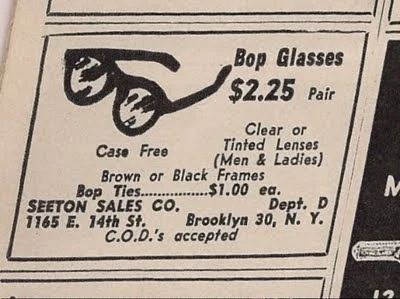 Bop Glasses
$2.25 Pair
Clear or
Case Free Tinted Lenses
(Men & Ladies)
Brown or Black Frames
Bop Ties...............$1.00 ea.
SEETON SALES CO. Dept. D
1165 E. 14th St. Brooklyn 30, N. Y.
C.O.D.'s accepted
M
12